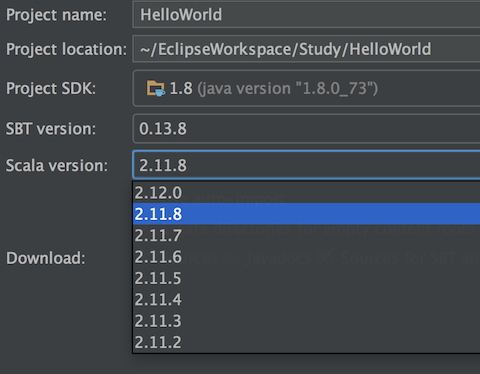 Project name: HelloWorld
Project location: ~/EclipseWorkspace/Study/HelloWorld
Project SDK: 1.8 (java version "1.8.0_73")
SBT version: 0.13.8
Scala version: 2.11.8
2.12.0
2.11.8
2.11.7
2.11.6
Download:
2.11.5
2.11.4
2.11.3
2.11.2